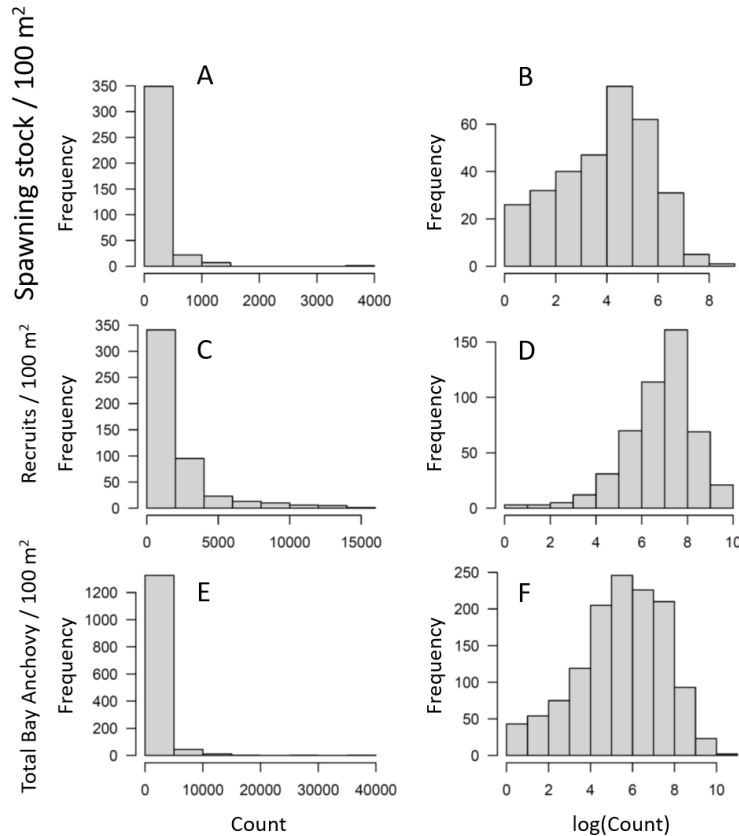 Spawning stock / 100 m²
Frequency
350
300
250
200
150
100
50
0
A
0 1000 2000 3000 4000
Frequency
60
40
20
0
B
0 2 4 6 8
Recruits / 100 m²
Frequency
350
300
250
200
150
100
50
0
C
0 5000 10000 15000
Frequency
150
100
50
0
D
0 2 4 6 8 10
Total Bay Anchovy / 100 m²
Frequency
1200
1000
800
600
400
200
0
E
0 10000 20000 30000 40000
Count
Frequency
250
200
150
100
50
0
F
0 2 4 6 8 10
log(Count)